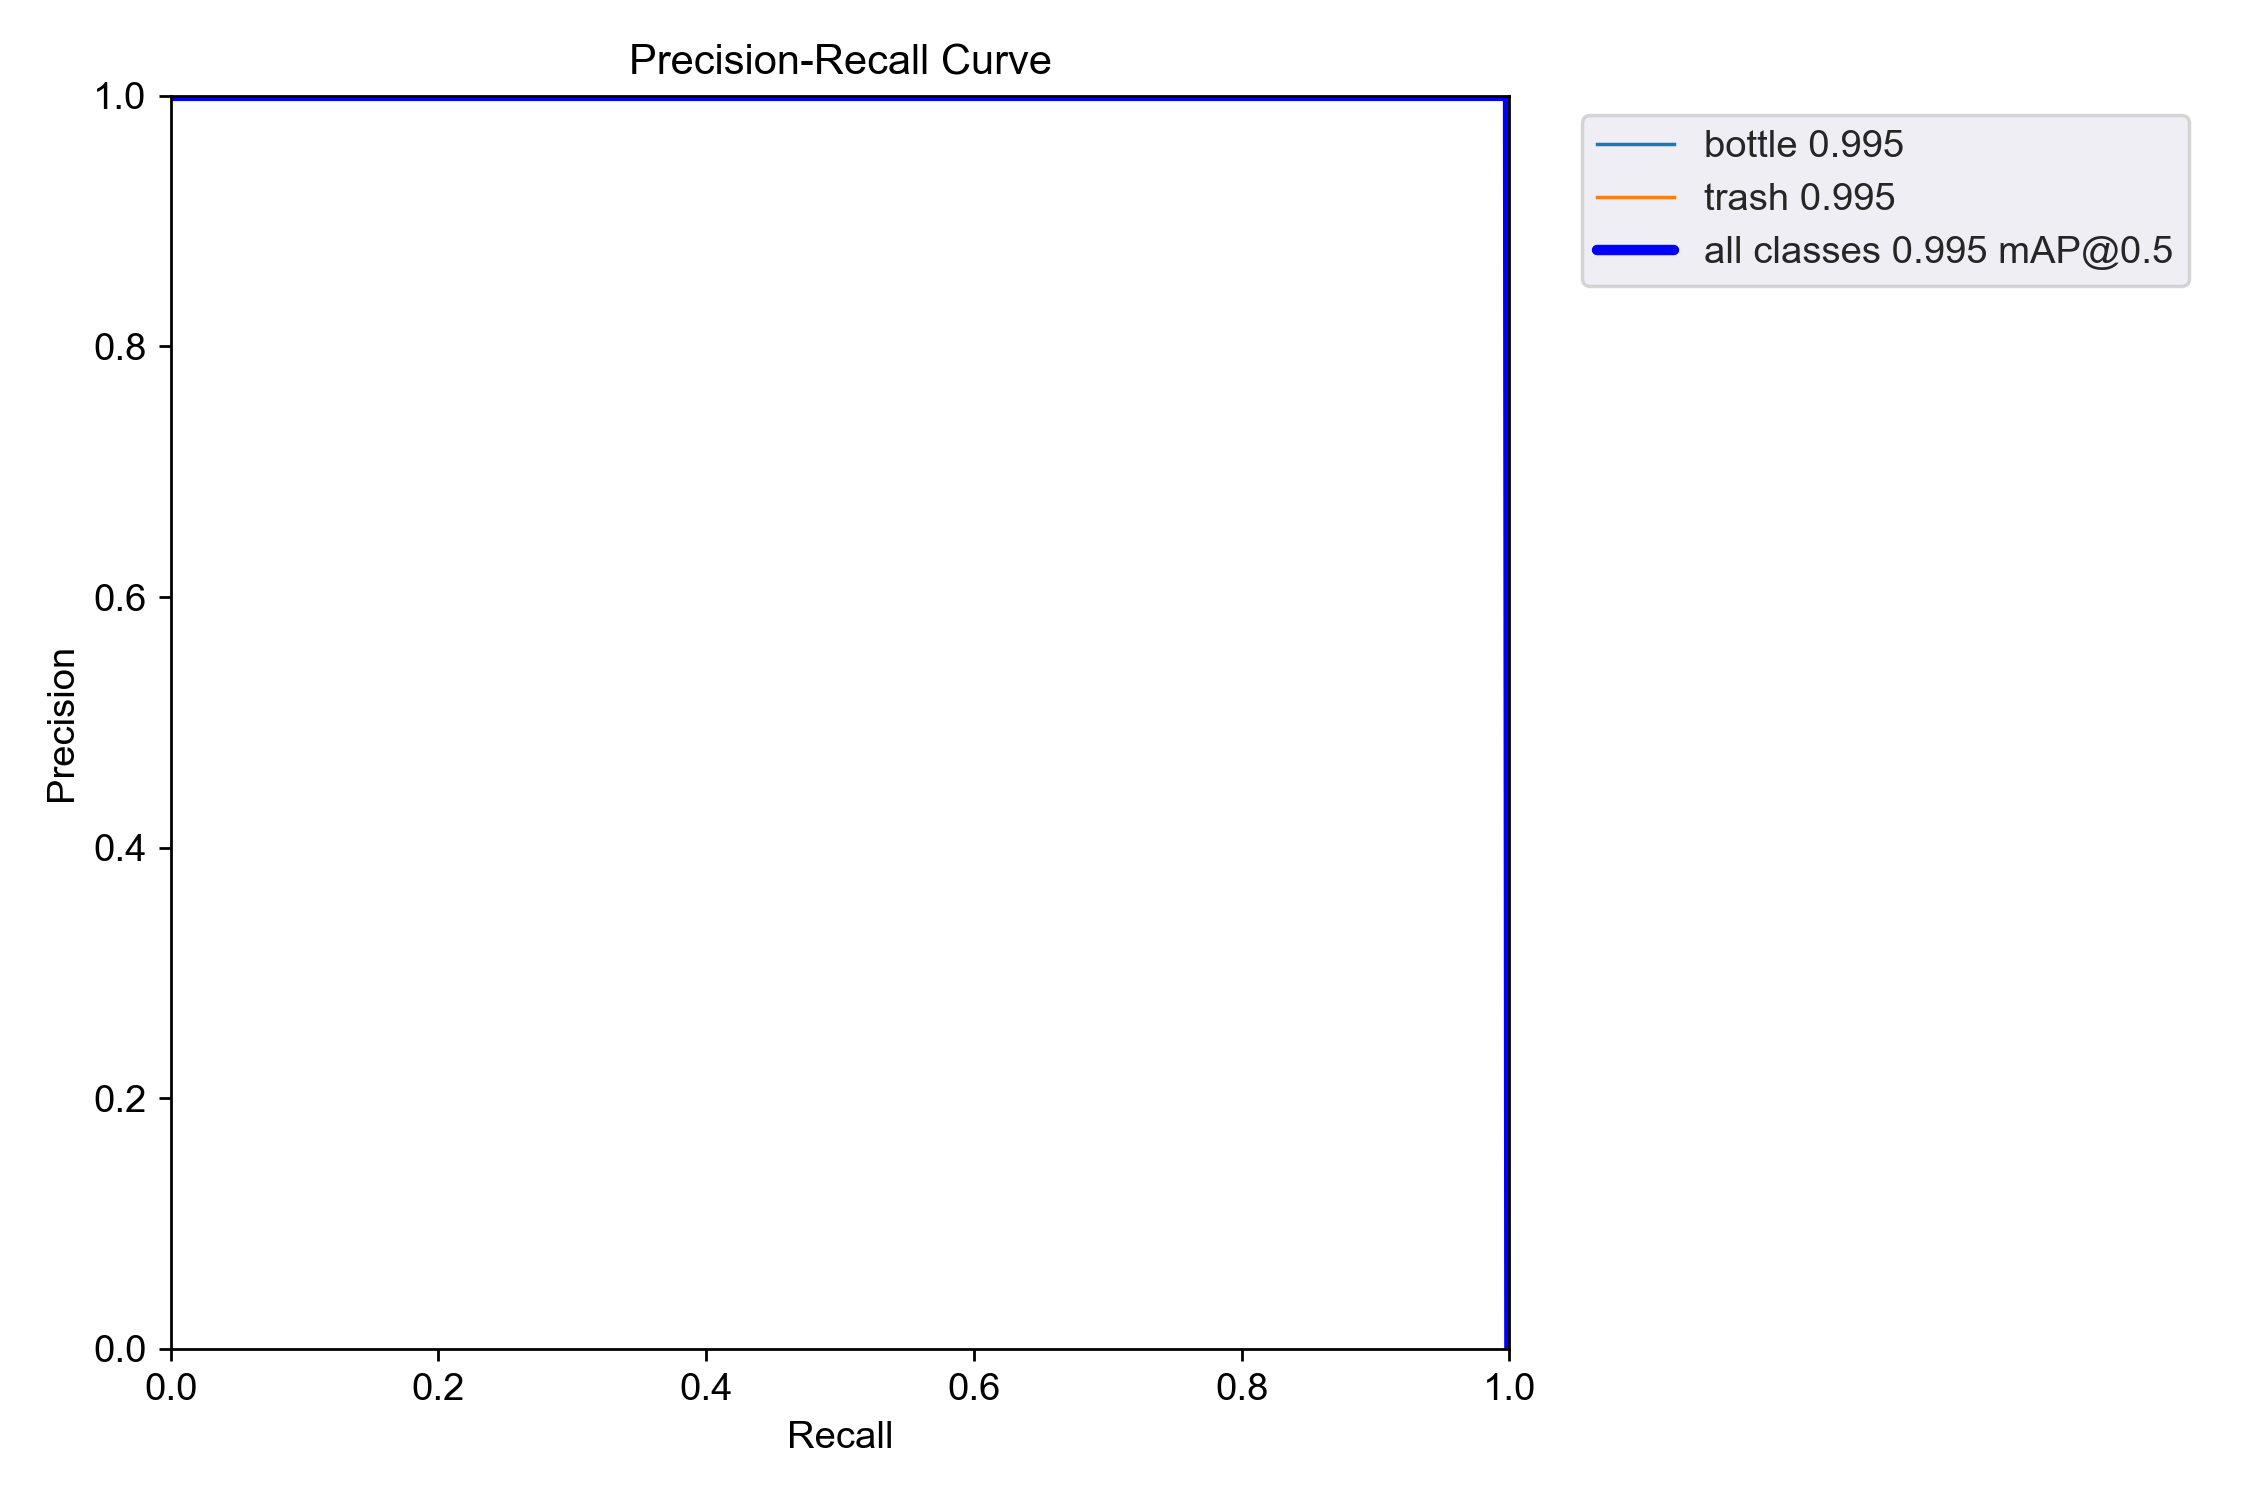 Precision-Recall Curve
1.0
0.8
0.6
0.4
0.2
0.0
Precision
0.0 0.2 0.4 0.6 0.8 1.0
Recall
bottle 0.995
trash 0.995
all classes 0.995 mAP@0.5